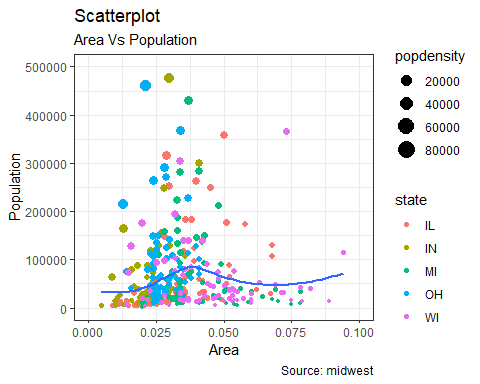 Scatterplot
Area Vs Population
500000
400000
300000
200000
100000
0
Population
0.000 0.025 0.050 0.075 0.100
Area
Source: midwest
popdensity
20000
40000
60000
80000
state
IL
IN
MI
OH
WI